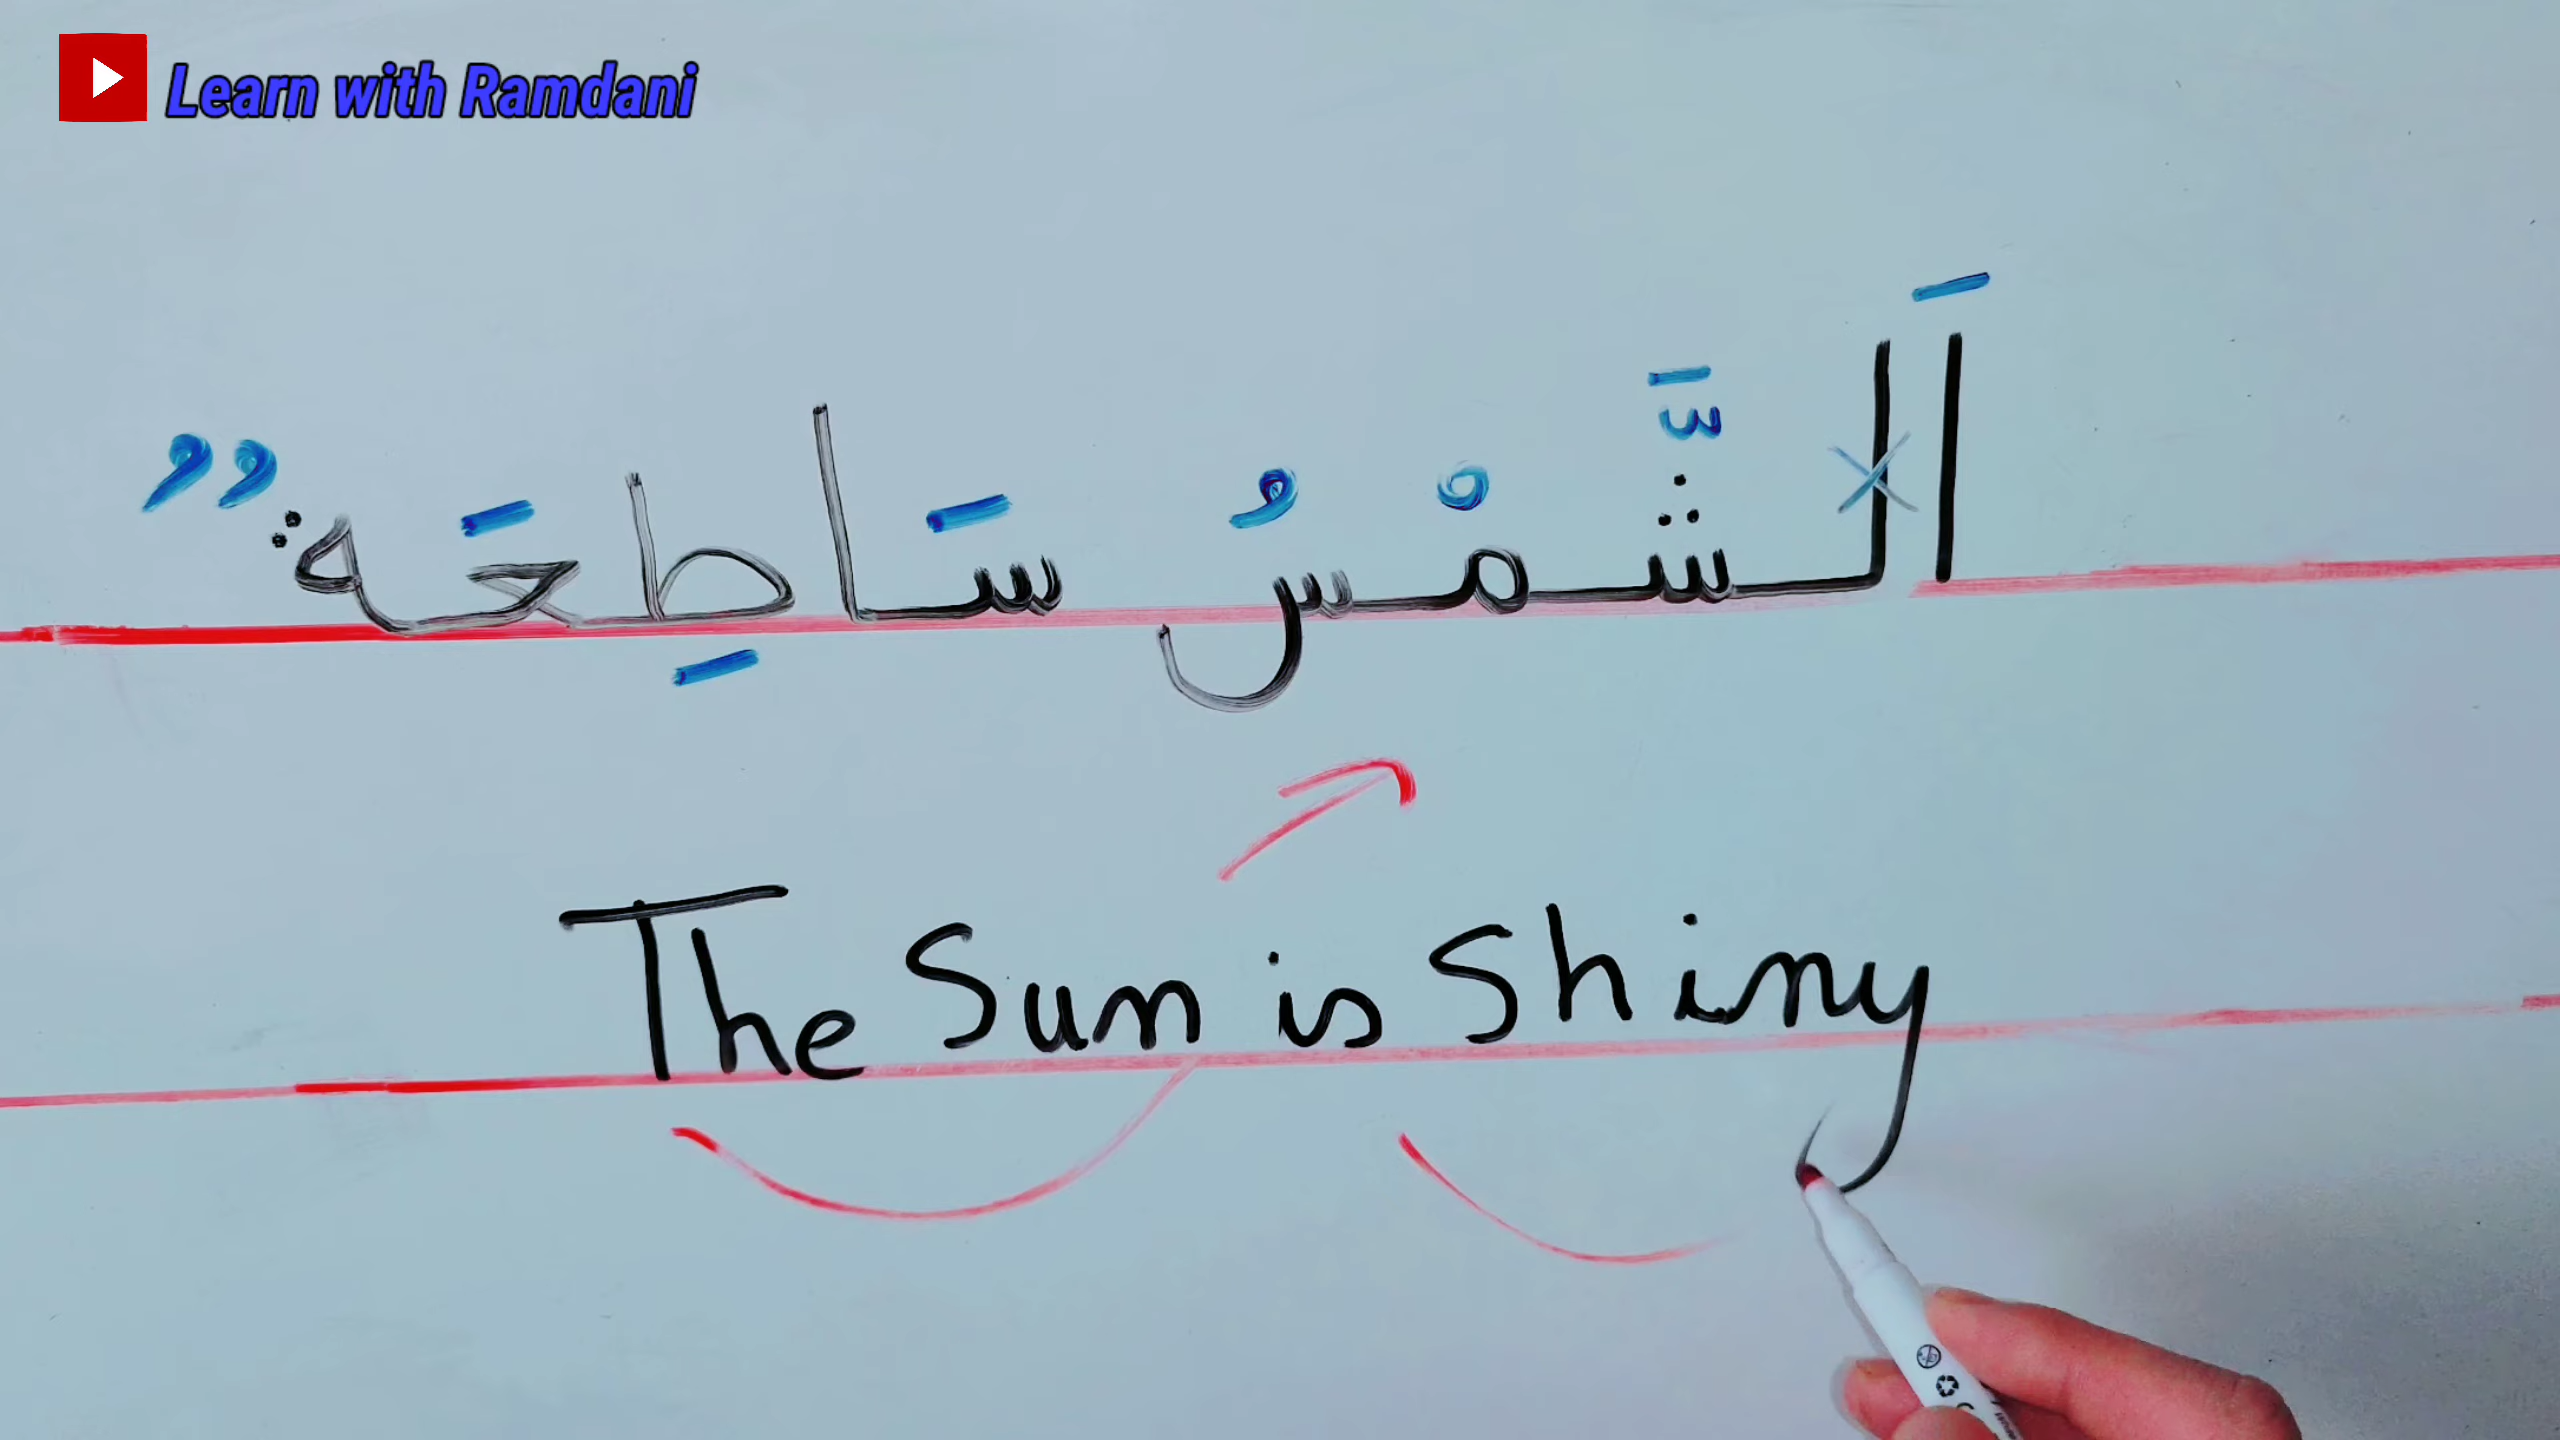 Learn with Ramdani
اَلشَّمْسُ سَاطِعَةٌ
The Sun is Shiny